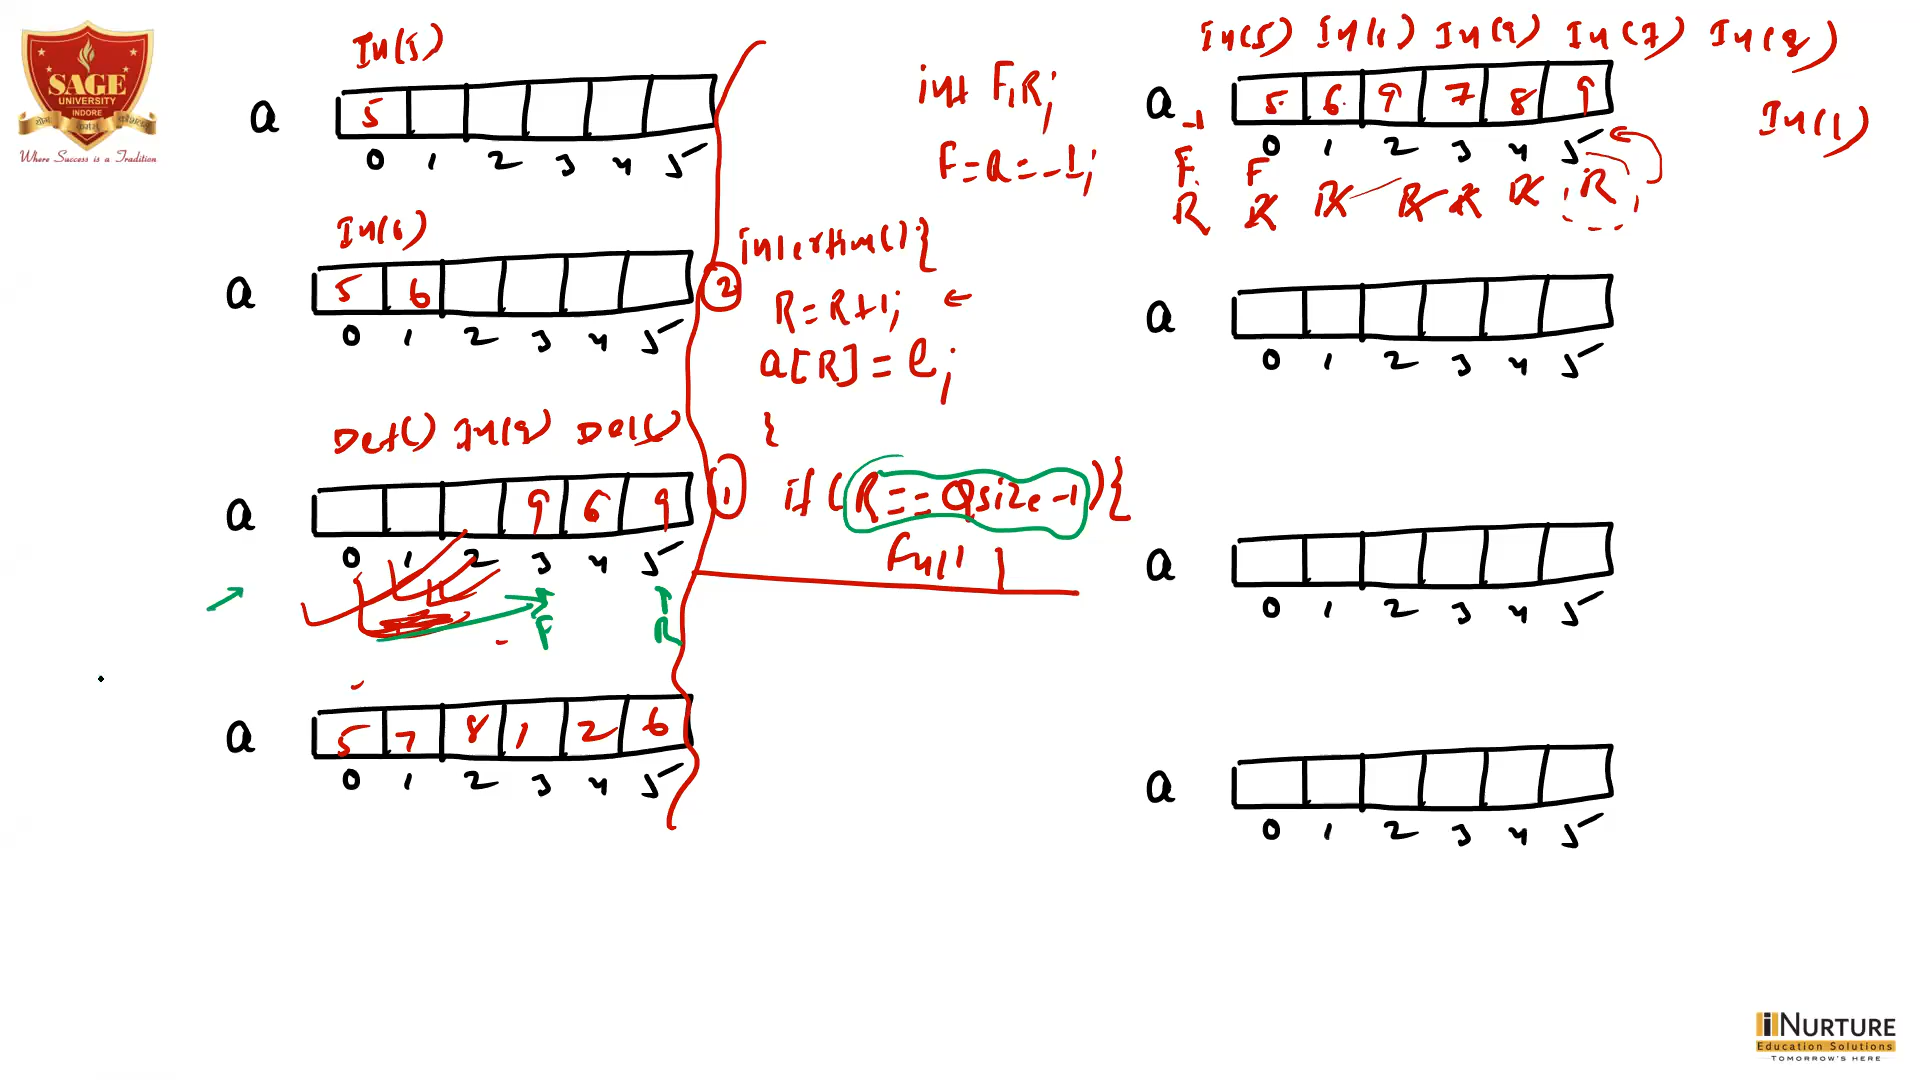 SAGE
UNIVERSITY
INDORE
Where Success is a Tradition
In(5)
a 5
0 1 2 3 4 5
In(6)
a 5 6
0 1 2 3 4 5
Del() In(9) Del()
a 9 6 9
0 1 2 3 4 5
F R
a 5 7 8 1 2 6
0 1 2 3 4 5
int F,R;
F=R=-1;
② insertion(){
R=R+1; ←
a[R]=e;
}
① if(R==Qsize-1){
Full
In(5) In(6) In(9) In(7) In(8)
a 5 6 9 7 8 9
In(1)
-1 0 1 2 3 4 5
F F
R R R R R R R
a
0 1 2 3 4 5
a
0 1 2 3 4 5
a
0 1 2 3 4 5
iNURTURE
Education Solutions
TOMORROW'S HERE